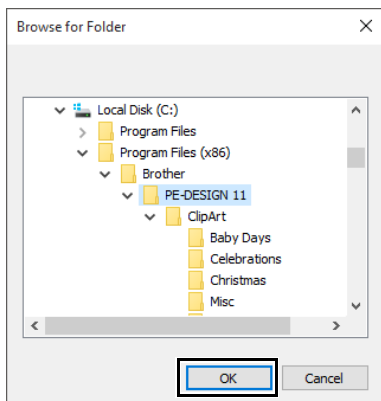 Browse for Folder
Local Disk (C:)
Program Files
Program Files (x86)
Brother
PE-DESIGN 11
ClipArt
Baby Days
Celebrations
Christmas
Misc
OK Cancel